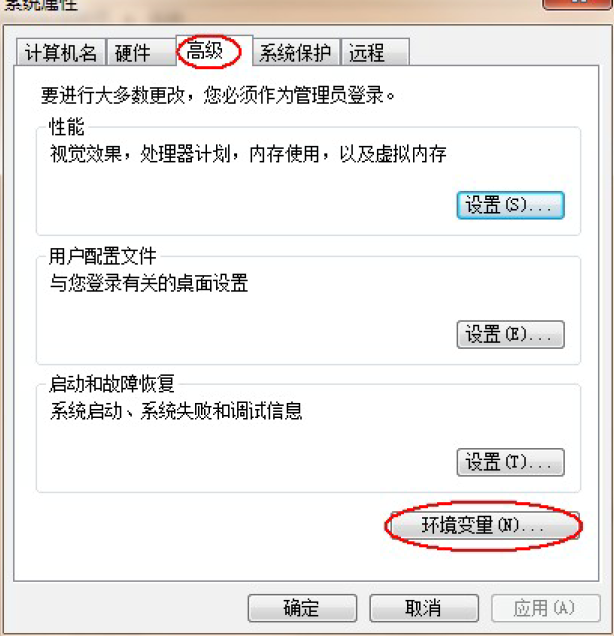 系统属性
计算机名 硬件 高级 系统保护 远程
要进行大多数更改，您必须作为管理员登录。
性能
视觉效果，处理器计划，内存使用，以及虚拟内存
设置(S)...
用户配置文件
与您登录有关的桌面设置
设置(E)...
启动和故障恢复
系统启动、系统失败和调试信息
设置(T)...
环境变量(N)...
确定 取消 应用(A)